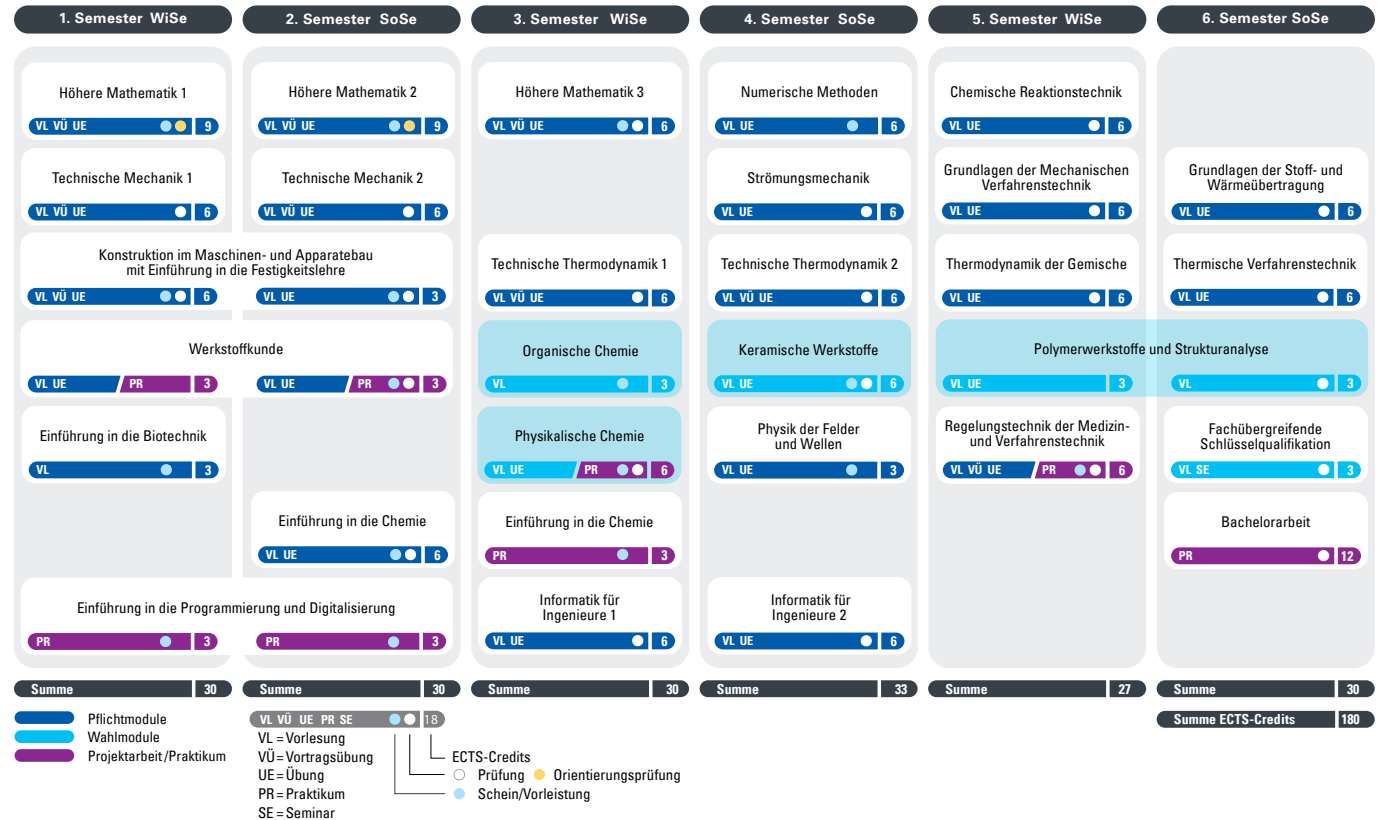 1. Semester WiSe
2. Semester SoSe
3. Semester WiSe
4. Semester SoSe
5. Semester WiSe
6. Semester SoSe
Höhere Mathematik 1
VL VÜ UE 9
Höhere Mathematik 2
VL VÜ UE 9
Höhere Mathematik 3
VL VÜ UE 6
Numerische Methoden
VL UE 6
Chemische Reaktionstechnik
VL UE 6
Technische Mechanik 1
VL VÜ UE 6
Technische Mechanik 2
VL VÜ UE 6
Strömungsmechanik
VL UE 6
Grundlagen der Mechanischen
Verfahrenstechnik
VL UE 6
Grundlagen der Stoff- und
Wärmeübertragung
VL UE 6
Konstruktion im Maschinen- und Apparatebau
mit Einführung in die Festigkeitslehre
VL VÜ UE 6
VL UE 3
Technische Thermodynamik 1
VL VÜ UE 6
Technische Thermodynamik 2
VL VÜ UE 6
Thermodynamik der Gemische
VL UE 6
Thermische Verfahrenstechnik
VL UE 6
Werkstoffkunde
VL UE PR 3
VL UE PR 3
Organische Chemie
VL 3
Keramische Werkstoffe
VL UE 6
Polymerwerkstoffe und Strukturanalyse
VL UE 3
VL 3
Einführung in die Biotechnik
VL 3
Physikalische Chemie
VL UE PR 6
Physik der Felder
und Wellen
VL UE 3
Regelungstechnik der Medizin-
und Verfahrenstechnik
VL VÜ UE PR 6
Fachübergreifende
Schlüsselqualifikation
VL SE 3
Einführung in die Chemie
VL UE 6
Einführung in die Chemie
PR 3
Bachelorarbeit
PR 12
Einführung in die Programmierung und Digitalisierung
PR 3
PR 3
Informatik für
Ingenieure 1
VL UE 6
Informatik für
Ingenieure 2
VL UE 6
Summe 30
Summe 30
Summe 30
Summe 33
Summe 27
Summe 30
Summe ECTS-Credits 180
Pflichtmodule
Wahlmodule
Projektarbeit/Praktikum
VL VÜ UE PR SE 18
VL = Vorlesung
VÜ = Vortragsübung
UE = Übung
PR = Praktikum
SE = Seminar
ECTS-Credits
Prüfung Orientierungsprüfung
Schein/Vorleistung